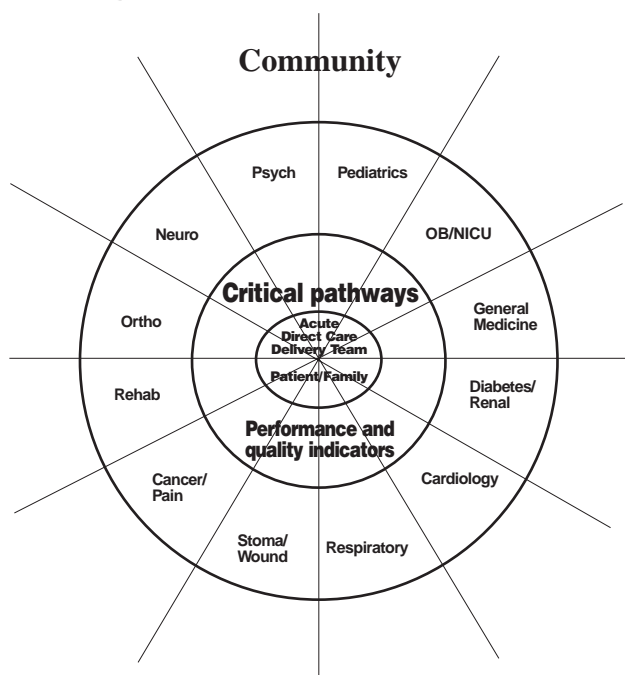 Community
Psych
Pediatrics
Neuro
OB/NICU
Critical pathways
Ortho
General
Medicine
Acute
Direct Care
Delivery Team
Patient/Family
Rehab
Diabetes/
Renal
Performance and
quality indicators
Cancer/
Pain
Cardiology
Stoma/
Wound
Respiratory